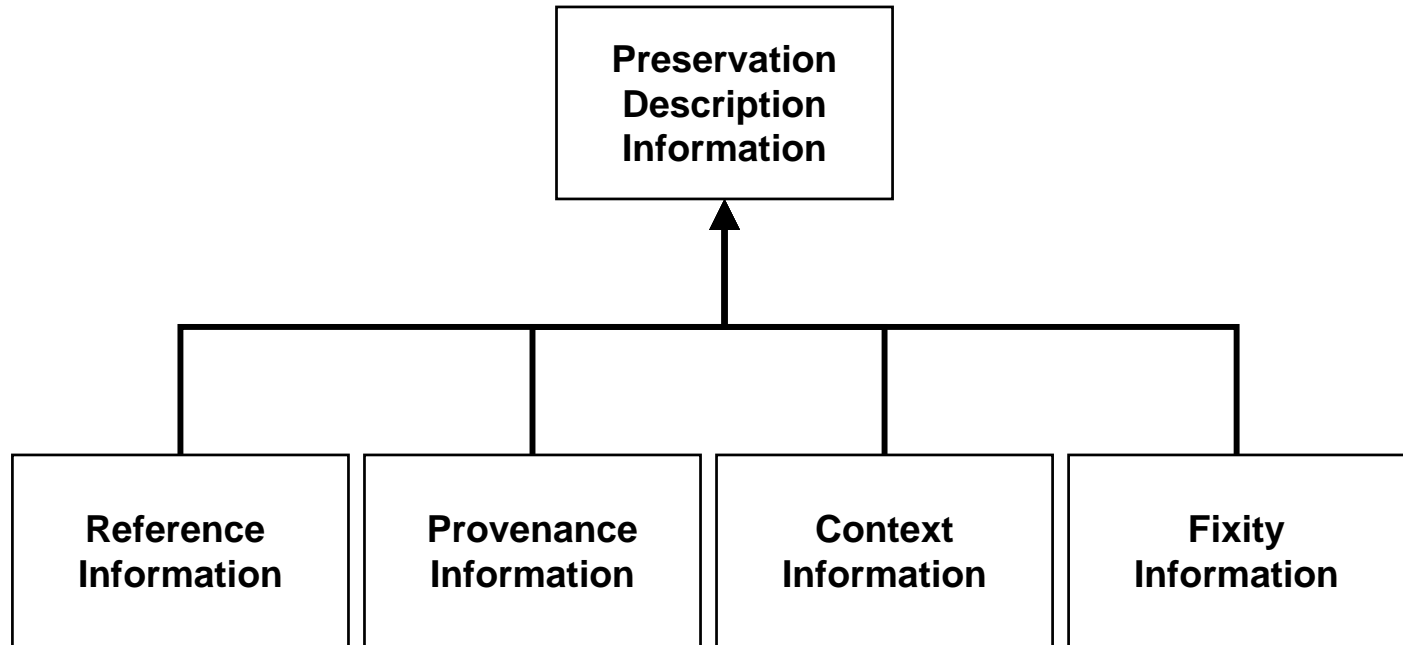 Preservation
Description
Information
Reference
Information
Provenance
Information
Context
Information
Fixity
Information